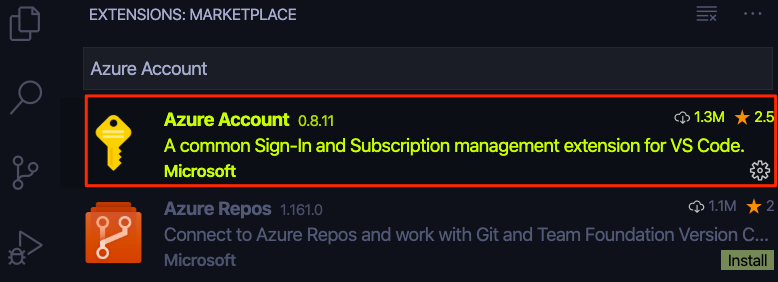 EXTENSIONS: MARKETPLACE
Azure Account
Azure Account 0.8.11 1.3M 2.5
A common Sign-In and Subscription management extension for VS Code.
Microsoft
Azure Repos 1.161.0 1.1M 2
Connect to Azure Repos and work with Git and Team Foundation Version C...
Microsoft Install